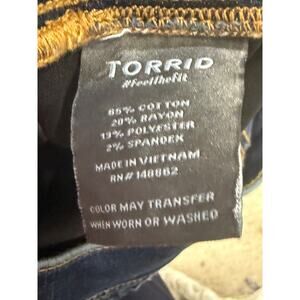 TORRID
#feelthefit
65% COTTON
20% RAYON
13% POLYESTER
2% SPANDEX
MADE IN VIETNAM
RN# 148862
COLOR MAY TRANSFER
WHEN WORN OR WASHED